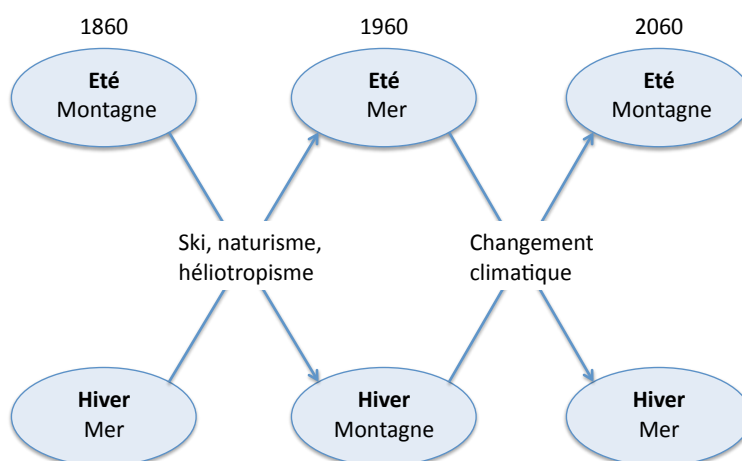 1860
1960
2060
Eté
Montagne
Eté
Mer
Eté
Montagne
Ski, naturisme,
héliotropisme
Changement
climatique
Hiver
Mer
Hiver
Montagne
Hiver
Mer